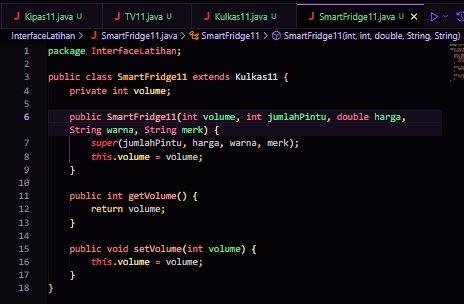 Kipas11.java U TV11.java U Kulkas11.java U SmartFridge11.java U
InterfaceLatihan > SmartFridge11.java > SmartFridge11 > SmartFridge11(int, int, double, String, String)
1 package InterfaceLatihan;
2
3 public class SmartFridge11 extends Kulkas11 {
4 private int volume;
5
6 public SmartFridge11(int volume, int jumlahPintu, double harga,
String warna, String merk) {
7 super(jumlahPintu, harga, warna, merk);
8 this.volume = volume;
9 }
10
11 public int getVolume() {
12 return volume;
13 }
14
15 public void setVolume(int volume) {
16 this.volume = volume;
17 }
18 }